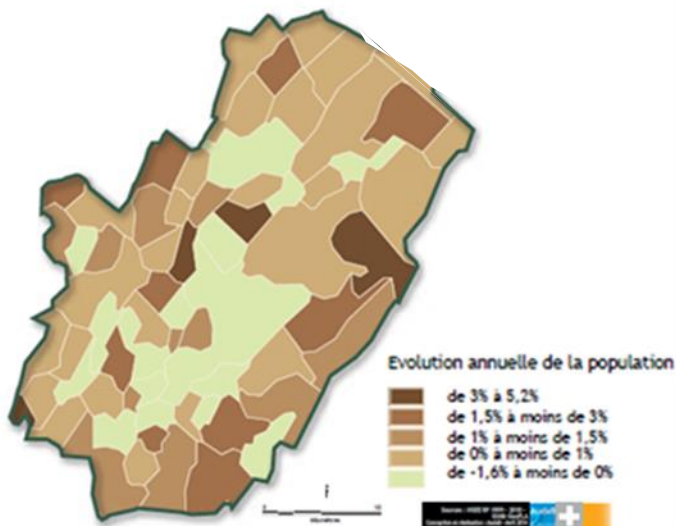 Evolution annuelle de la population
de 3% à 5,2%
de 1,5% à moins de 3%
de 1% à moins de 1,5%
de 0% à moins de 1%
de -1,6% à moins de 0%